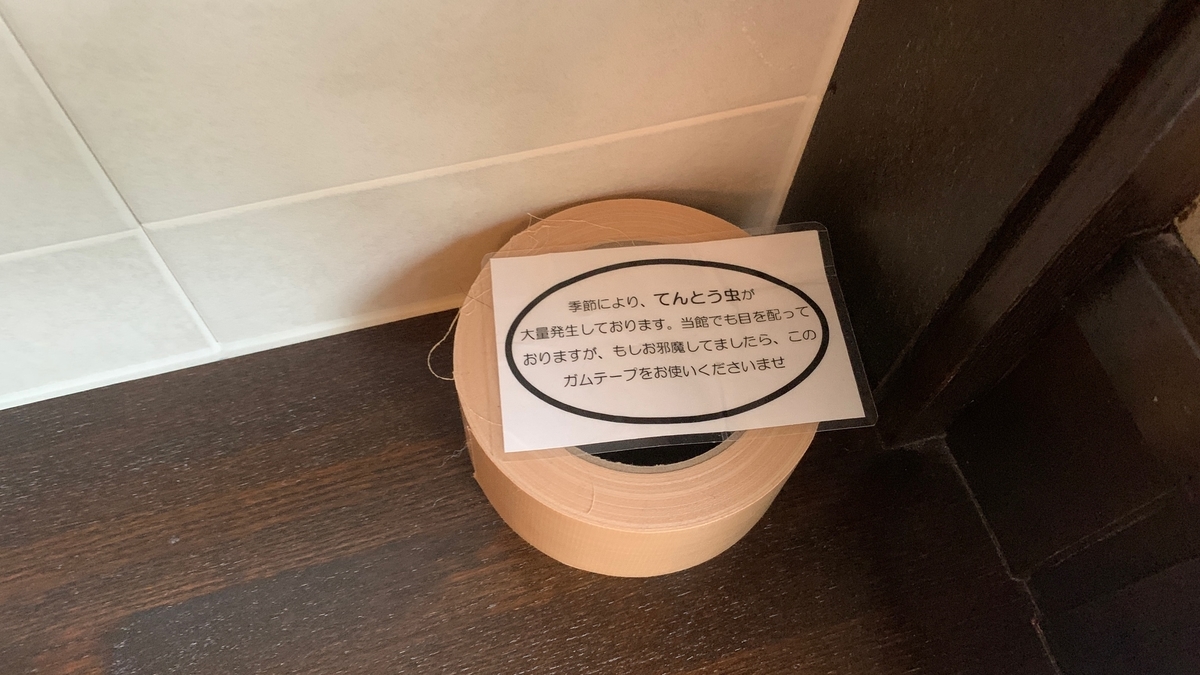 季節により、てんとう虫が
大量発生しております。当館でも目を配って
おりますが、もしお邪魔してましたら、この
ガムテープをお使いくださいませ